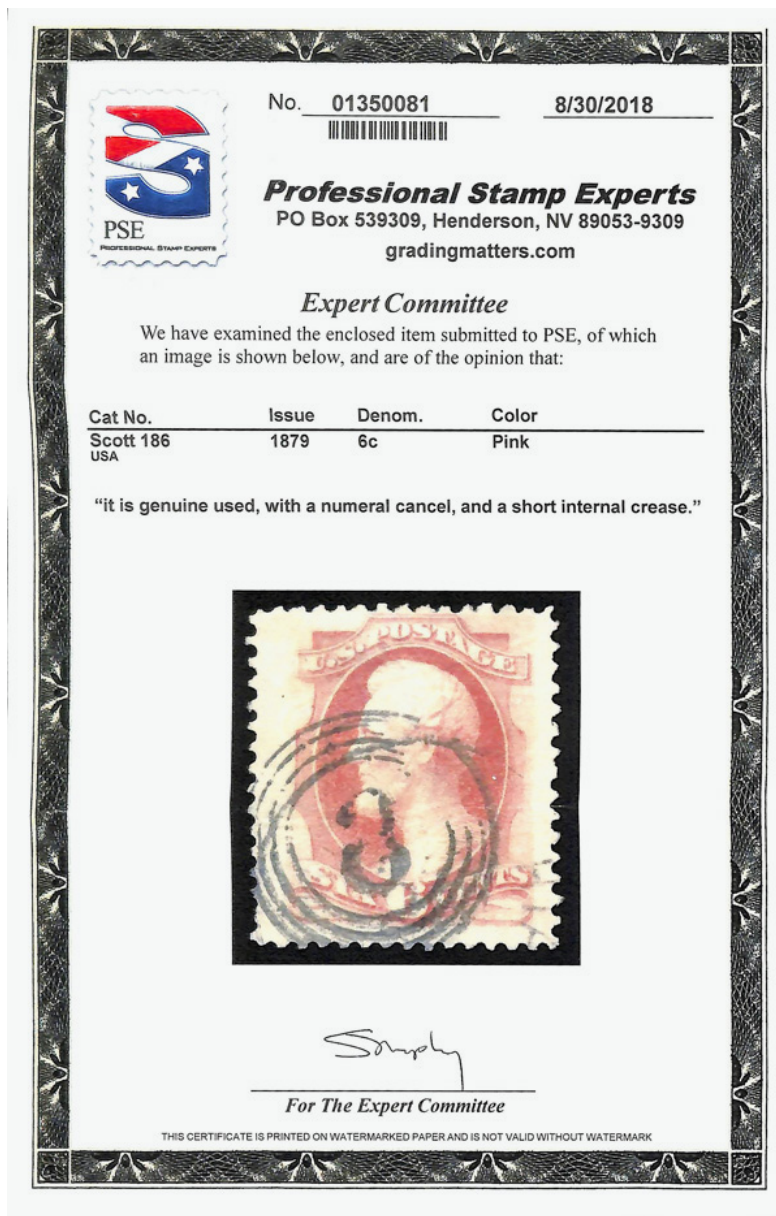 No. 01350081 8/30/2018
Professional Stamp Experts
PO Box 539309, Henderson, NV 89053-9309
gradingmatters.com
PSE
PROFESSIONAL STAMP EXPERTS
Expert Committee
We have examined the enclosed item submitted to PSE, of which
an image is shown below, and are of the opinion that:
Cat No. Issue Denom. Color
Scott 186 1879 6c Pink
USA
“it is genuine used, with a numeral cancel, and a short internal crease.”
U.S. POSTAGE
3
SIX CENTS
For The Expert Committee
THIS CERTIFICATE IS PRINTED ON WATERMARKED PAPER AND IS NOT VALID WITHOUT WATERMARK